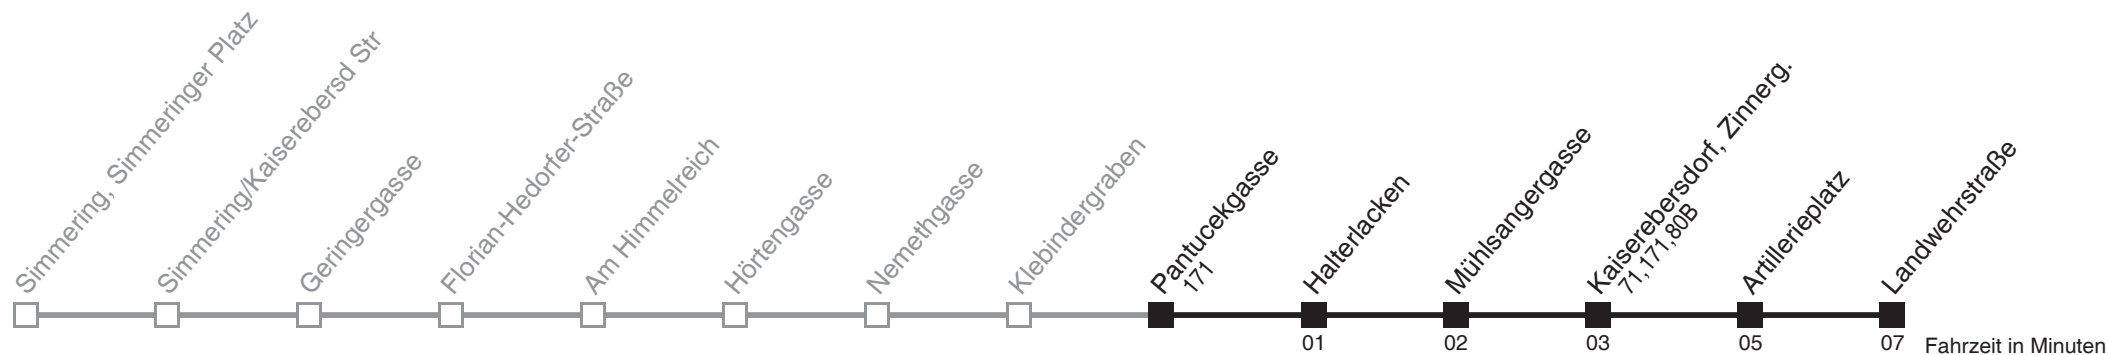 Simmering, Simmeringer Platz
Simmering/Kaiserebersd Str
Geringergasse
Florian-Hedorfer-Straße
Am Himmelreich
Hörtengasse
Nemethgasse
Klebindergraben
Pantucekgasse
171
Halterlacken
Mühlsangergasse
Kaiserebersdorf, Zinnerg.
71,171,80B
Artillerieplatz
Landwehrstraße
01
02
03
05
07
Fahrzeit in Minuten